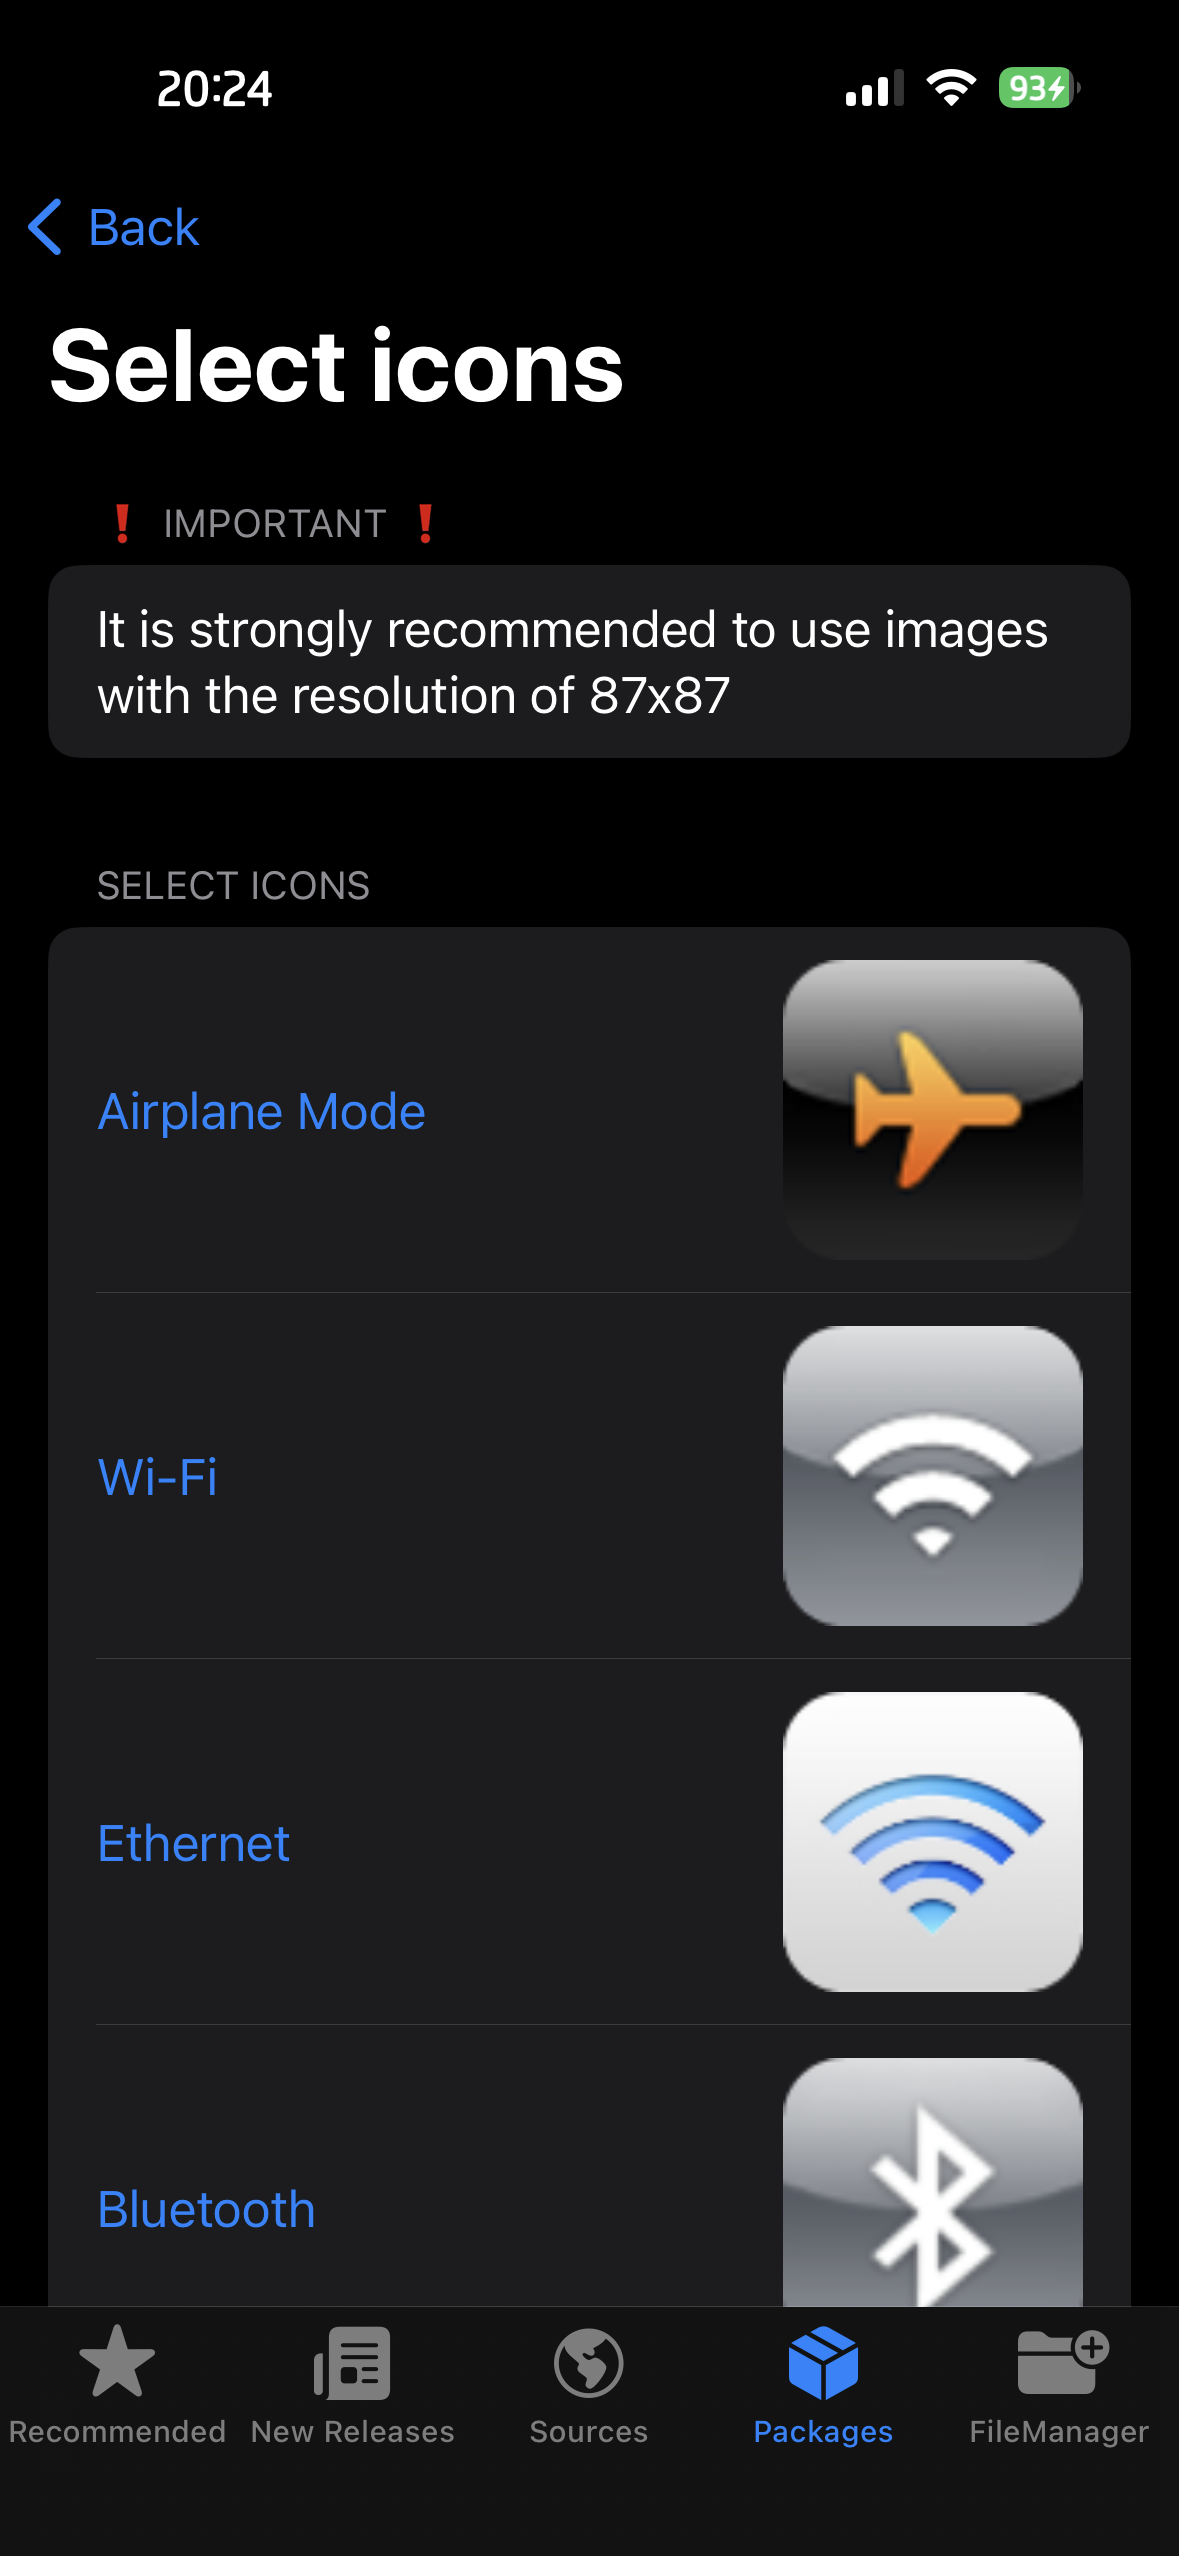 20:24
93
Back
Select icons
❗ IMPORTANT ❗
It is strongly recommended to use images
with the resolution of 87x87
SELECT ICONS
Airplane Mode
Wi-Fi
Ethernet
Bluetooth
Recommended
New Releases
Sources
Packages
FileManager